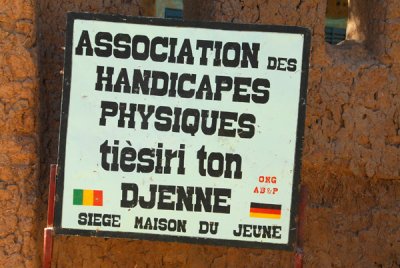 ASSOCIATION DES
HANDICAPES
PHYSIQUES
tièsiri ton
DJENNE
ONG
AB&P
SIEGE MAISON DU JEUNE